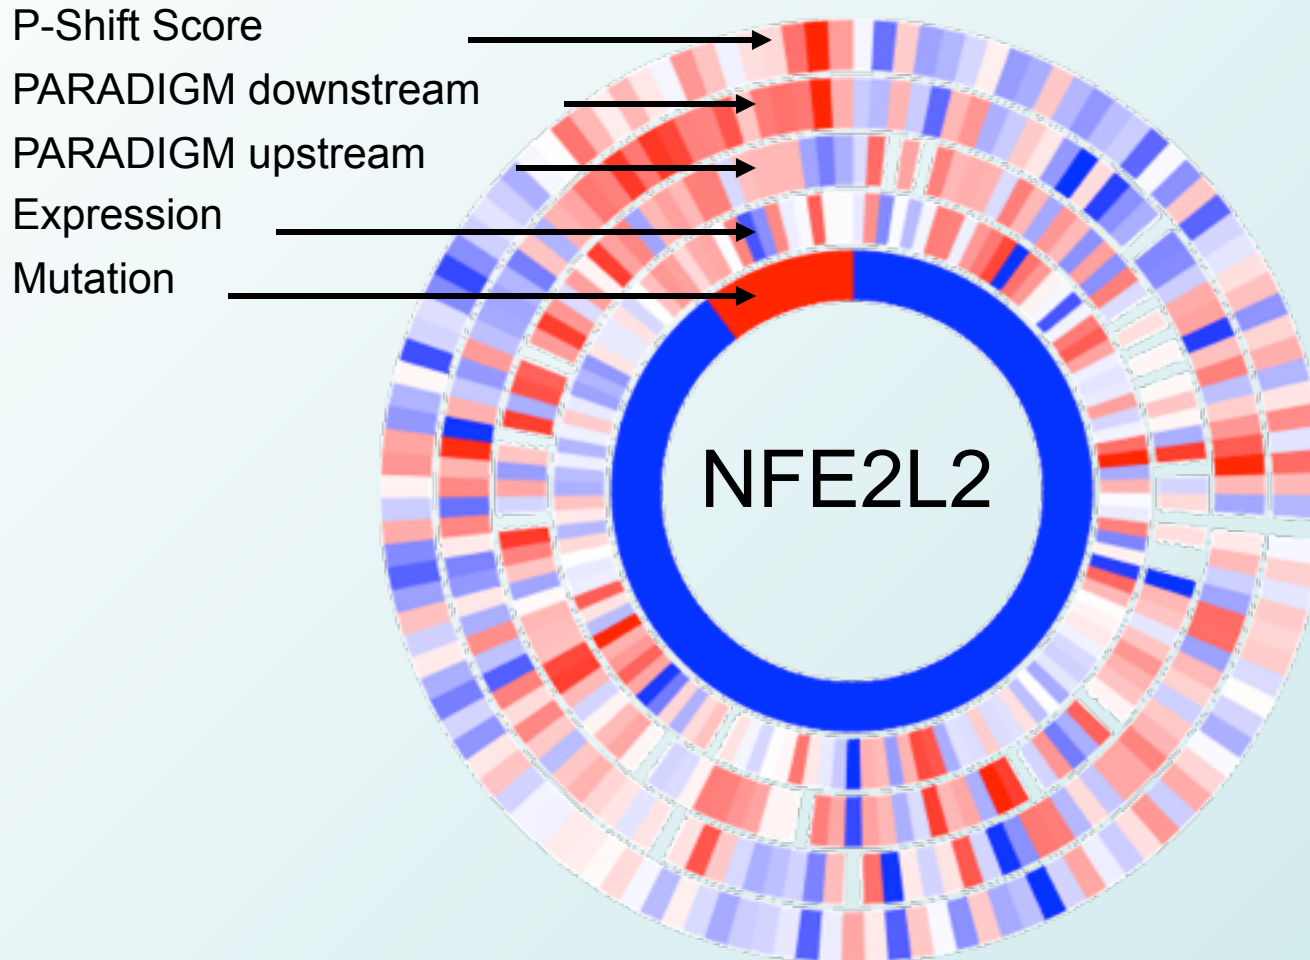 P-Shift Score
PARADIGM downstream
PARADIGM upstream
Expression
Mutation
NFE2L2